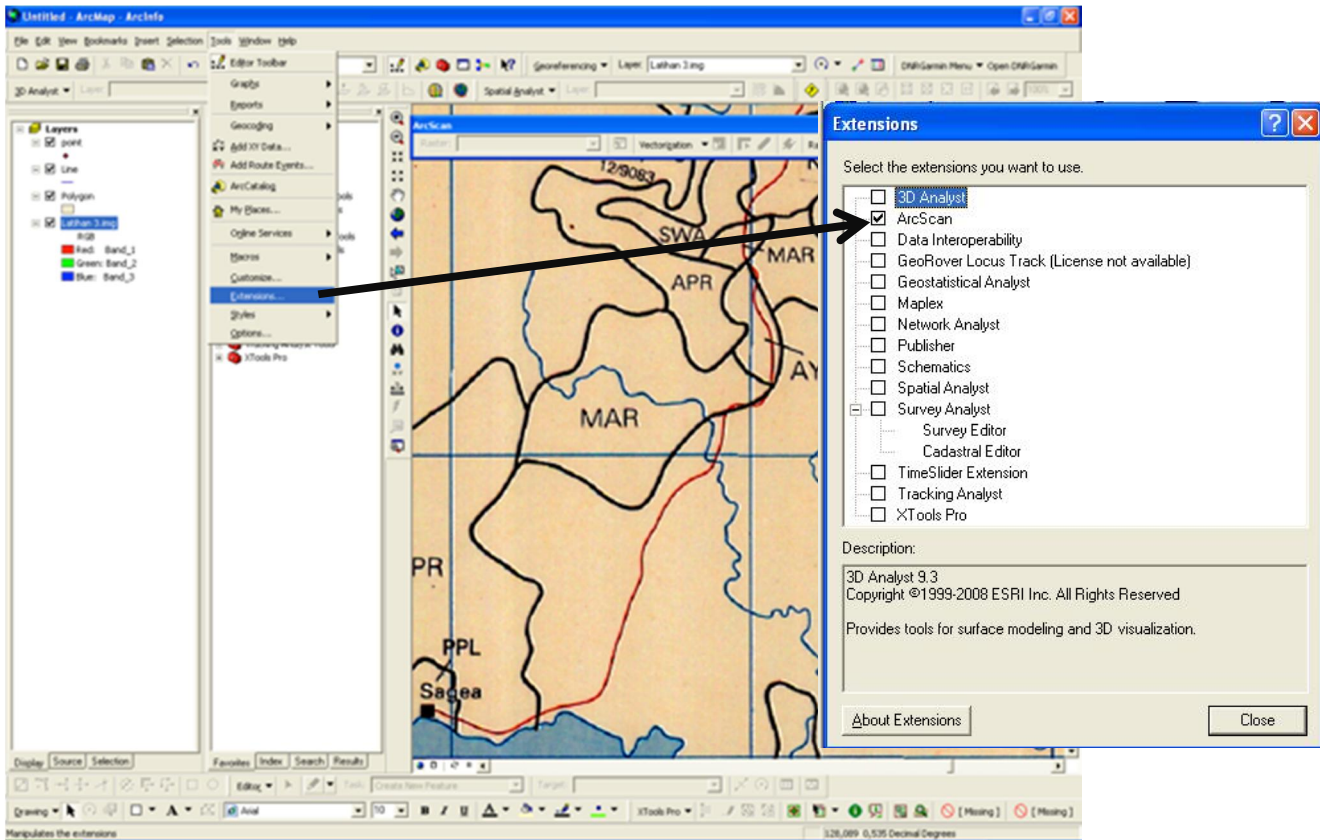 Untitled - ArcMap - ArcInfo
File Edit View Bookmarks Insert Selection Tools Window Help
Georeferencing Layer: Latihan 3.img DNRGarmin Menu Open DNRGarmin
3D Analyst Layer: Spatial Analyst Layer: 100%
Editor Toolbar
Graphs
Reports
Geocoding
Add XY Data...
Add Route Events...
ArcCatalog
My Places...
Online Services
Macros
Customize...
Extensions...
Styles
Options...
XTools Pro
Layers
point
Line
Polygon
Latihan 3.img
RGB
Red: Band_1
Green: Band_2
Blue: Band_3
ArcScan
Raster: Vectorization
12/9083
SWA
MAR
APR
AY
MAR
PR
PPL
Sagea
Extensions
Select the extensions you want to use.
3D Analyst
ArcScan
Data Interoperability
GeoRover Locus Track (License not available)
Geostatistical Analyst
Maplex
Network Analyst
Publisher
Schematics
Spatial Analyst
Survey Analyst
Survey Editor
Cadastral Editor
TimeSlider Extension
Tracking Analyst
XTools Pro
Description:
3D Analyst 9.3
Copyright ©1999-2008 ESRI Inc. All Rights Reserved
Provides tools for surface modeling and 3D visualization.
About Extensions Close
Display Source Selection
Favorites Index Search Results
Editor Task: Create New Feature Target:
Drawing A Arial 10 B I U A XTools Pro [ Missing ] [ Missing ]
Manipulates the extensions
128,089 0,535 Decimal Degrees